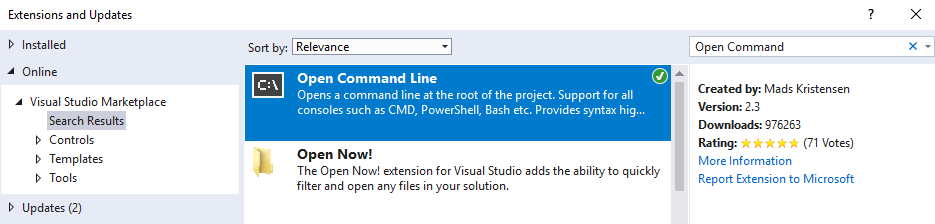 Extensions and Updates
? ×
Installed
Online
Visual Studio Marketplace
Search Results
Controls
Templates
Tools
Updates (2)
Sort by: Relevance
C:\
Open Command Line
Opens a command line at the root of the project. Support for all
consoles such as CMD, PowerShell, Bash etc. Provides syntax hig...
Open Now!
The Open Now! extension for Visual Studio adds the ability to quickly
filter and open any files in your solution.
Open Command ×
Created by: Mads Kristensen
Version: 2.3
Downloads: 976263
Rating: ★★★★★ (71 Votes)
More Information
Report Extension to Microsoft